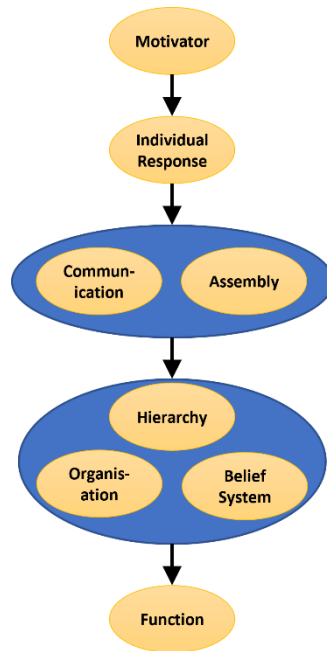 Motivator
Individual
Response
Commun-
ication
Assembly
Hierarchy
Organis-
ation
Belief
System
Function